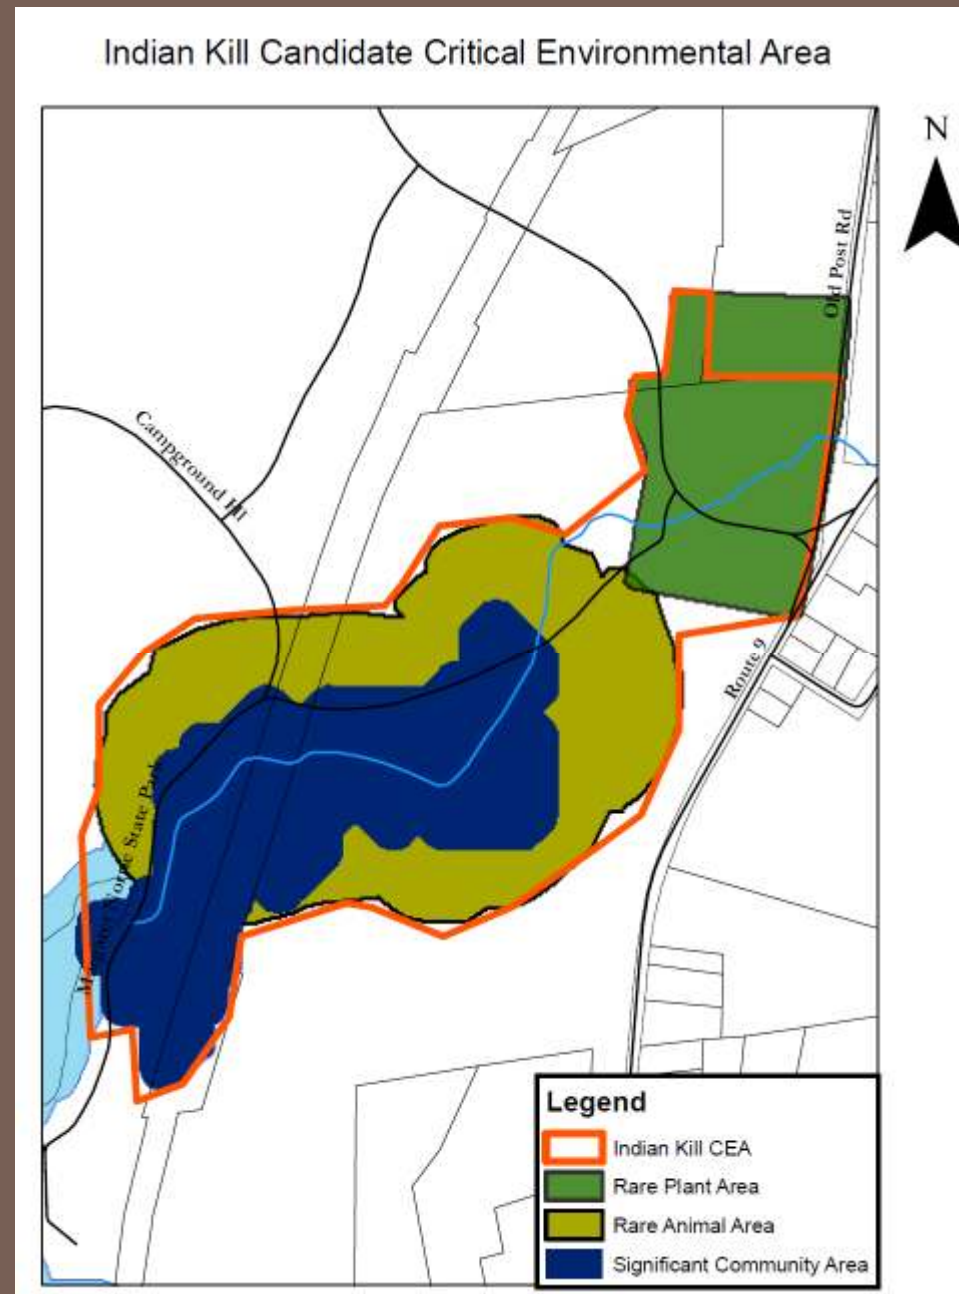 Indian Kill Candidate Critical Environmental Area
N
Old Post Rd
Campground
Route 9
State Park
Legend
Indian Kill CEA
Rare Plant Area
Rare Animal Area
Significant Community Area